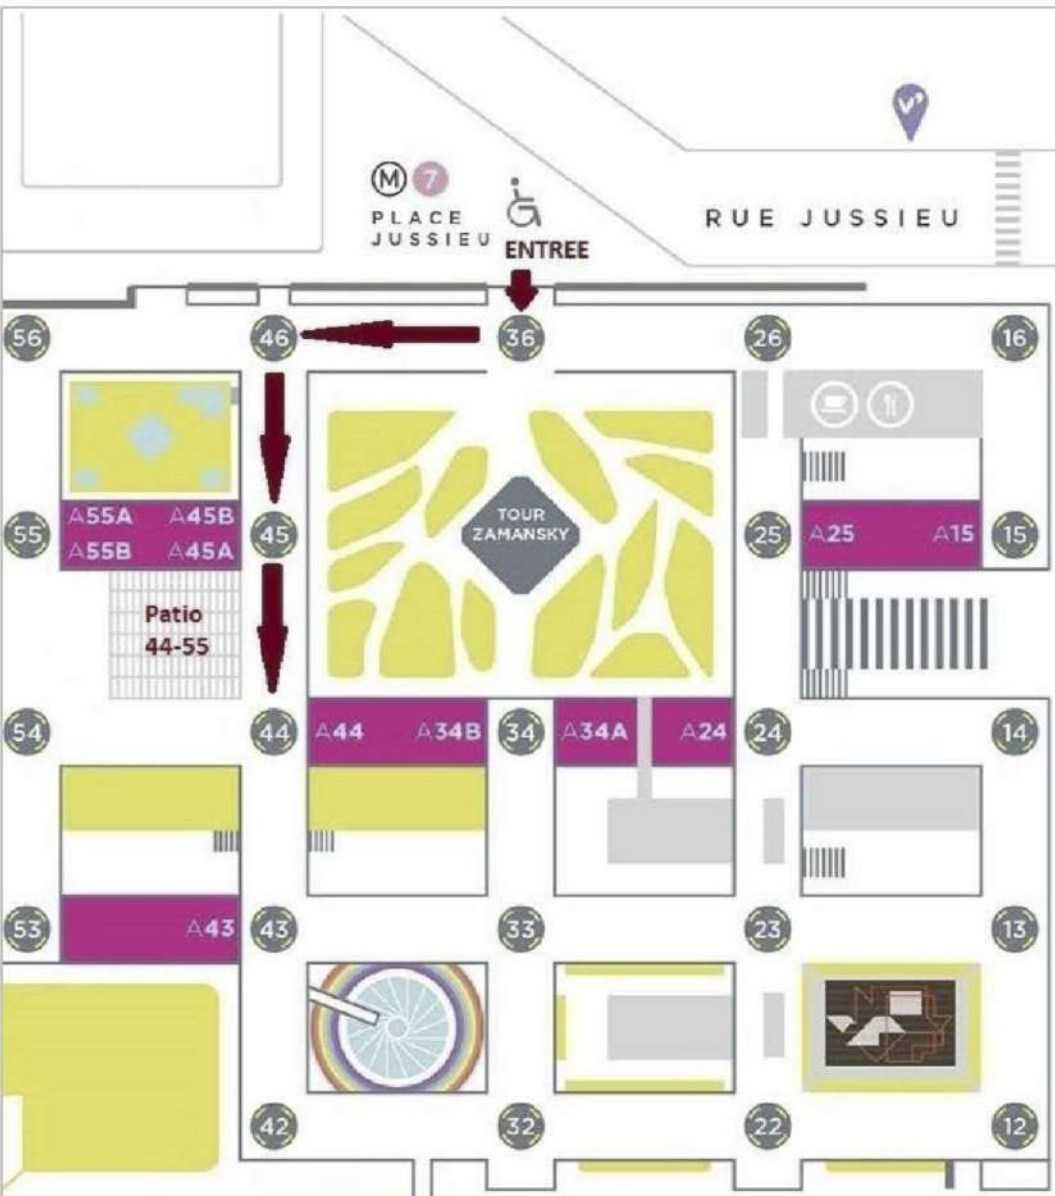 V'
M 7
PLACE
JUSSIEU
ENTREE
RUE JUSSIEU
56 46 36 26 16
A55A A45B
A55B A45A
55 45
TOUR
ZAMANSKY
25 A25 A15 15
Patio
44-55
54 44 A44 A34B 34 A34A A24 24 14
53 A43 43 33 23 13
42 32 22 12